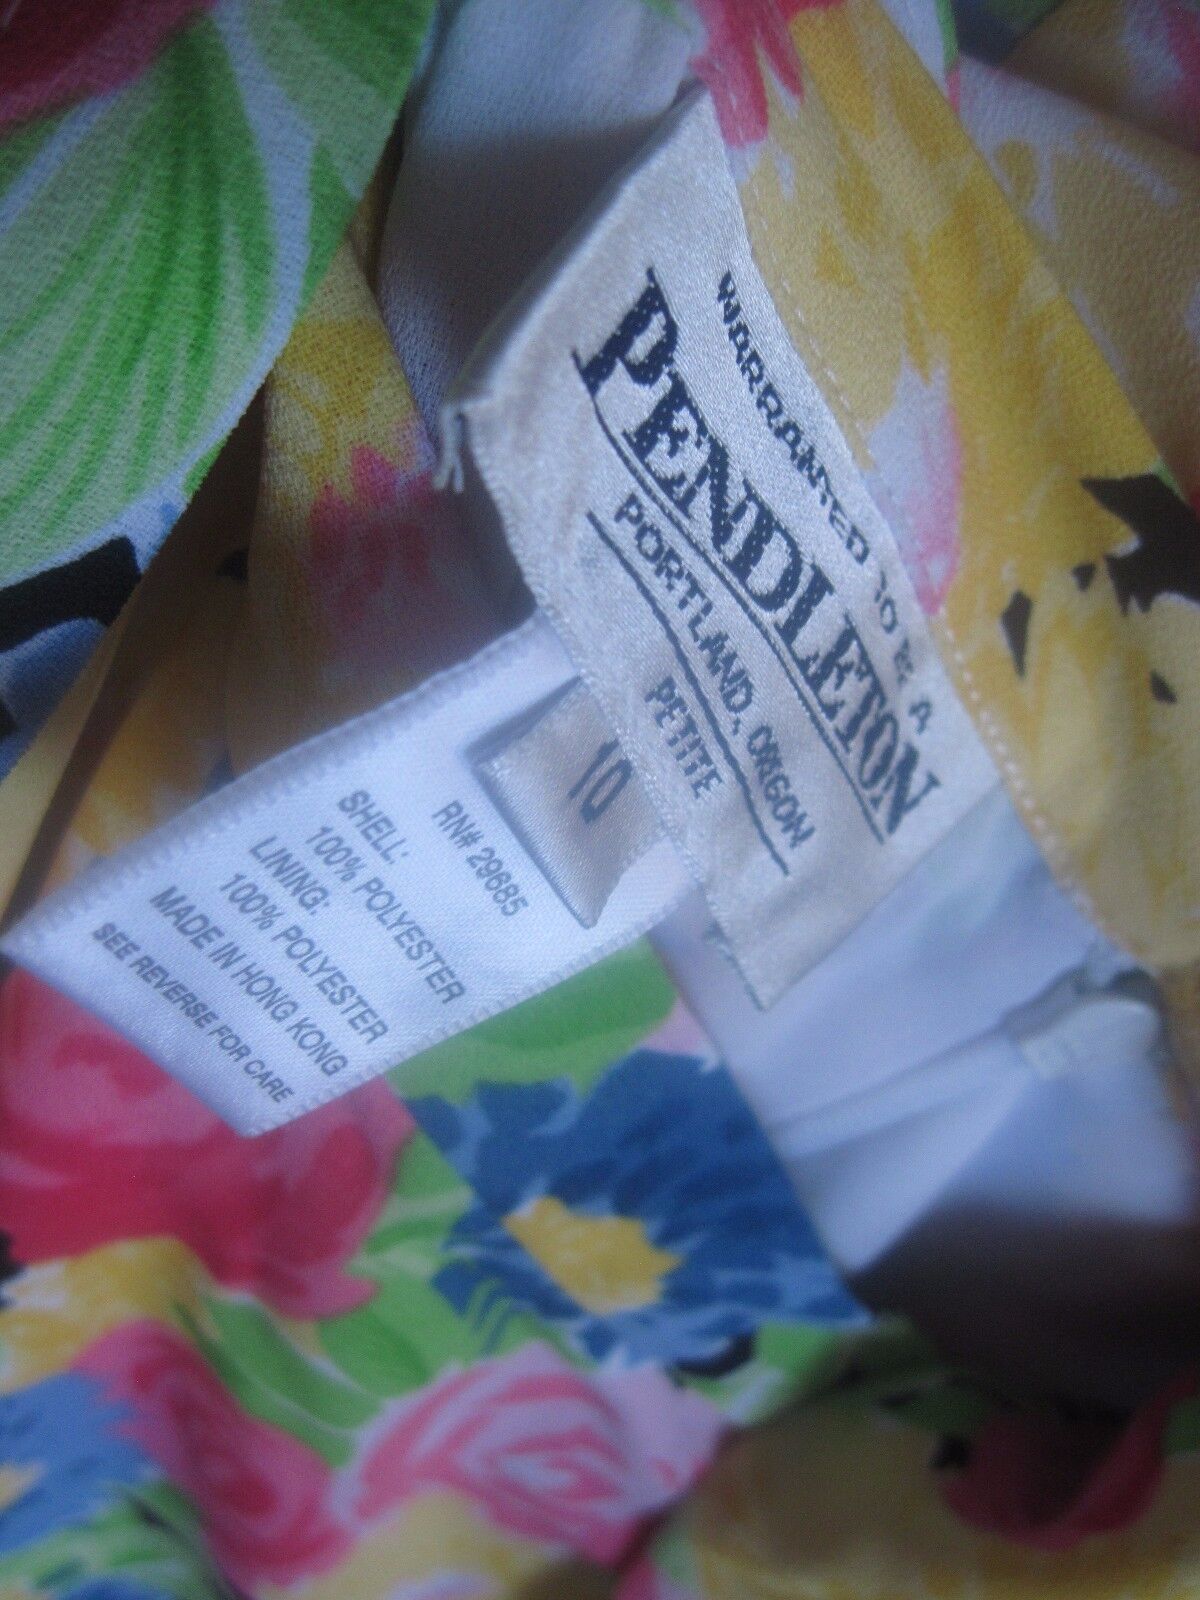 WARRANTED TO BE A
PENDLETON
PORTLAND, OREGON
PETITE
10
RN# 29685
SHELL:
100% POLYESTER
LINING:
100% POLYESTER
MADE IN HONG KONG
SEE REVERSE FOR CARE